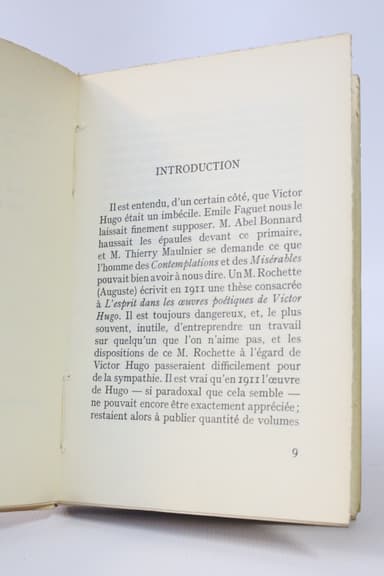 INTRODUCTION
Il est entendu, d'un certain côté, que Victor
Hugo était un imbécile. Emile Faguet nous le
laissait finement supposer. M. Abel Bonnard
haussait les épaules devant ce primaire,
et M. Thierry Maulnier se demande ce que
l'homme des Contemplations et des Misérables
pouvait bien avoir à nous dire. Un M. Rochette
(Auguste) écrivit en 1911 une thèse consacrée
à L'esprit dans les œuvres poétiques de Victor
Hugo. Il est toujours dangereux, et, le plus
souvent, inutile, d'entreprendre un travail
sur quelqu'un que l'on n'aime pas, et les
dispositions de ce M. Rochette à l'égard de
Victor Hugo passeraient difficilement pour
de la sympathie. Il est vrai qu'en 1911 l'œuvre
de Hugo — si paradoxal que cela semble —
ne pouvait encore être exactement appréciée ;
restaient alors à publier quantité de volumes
9